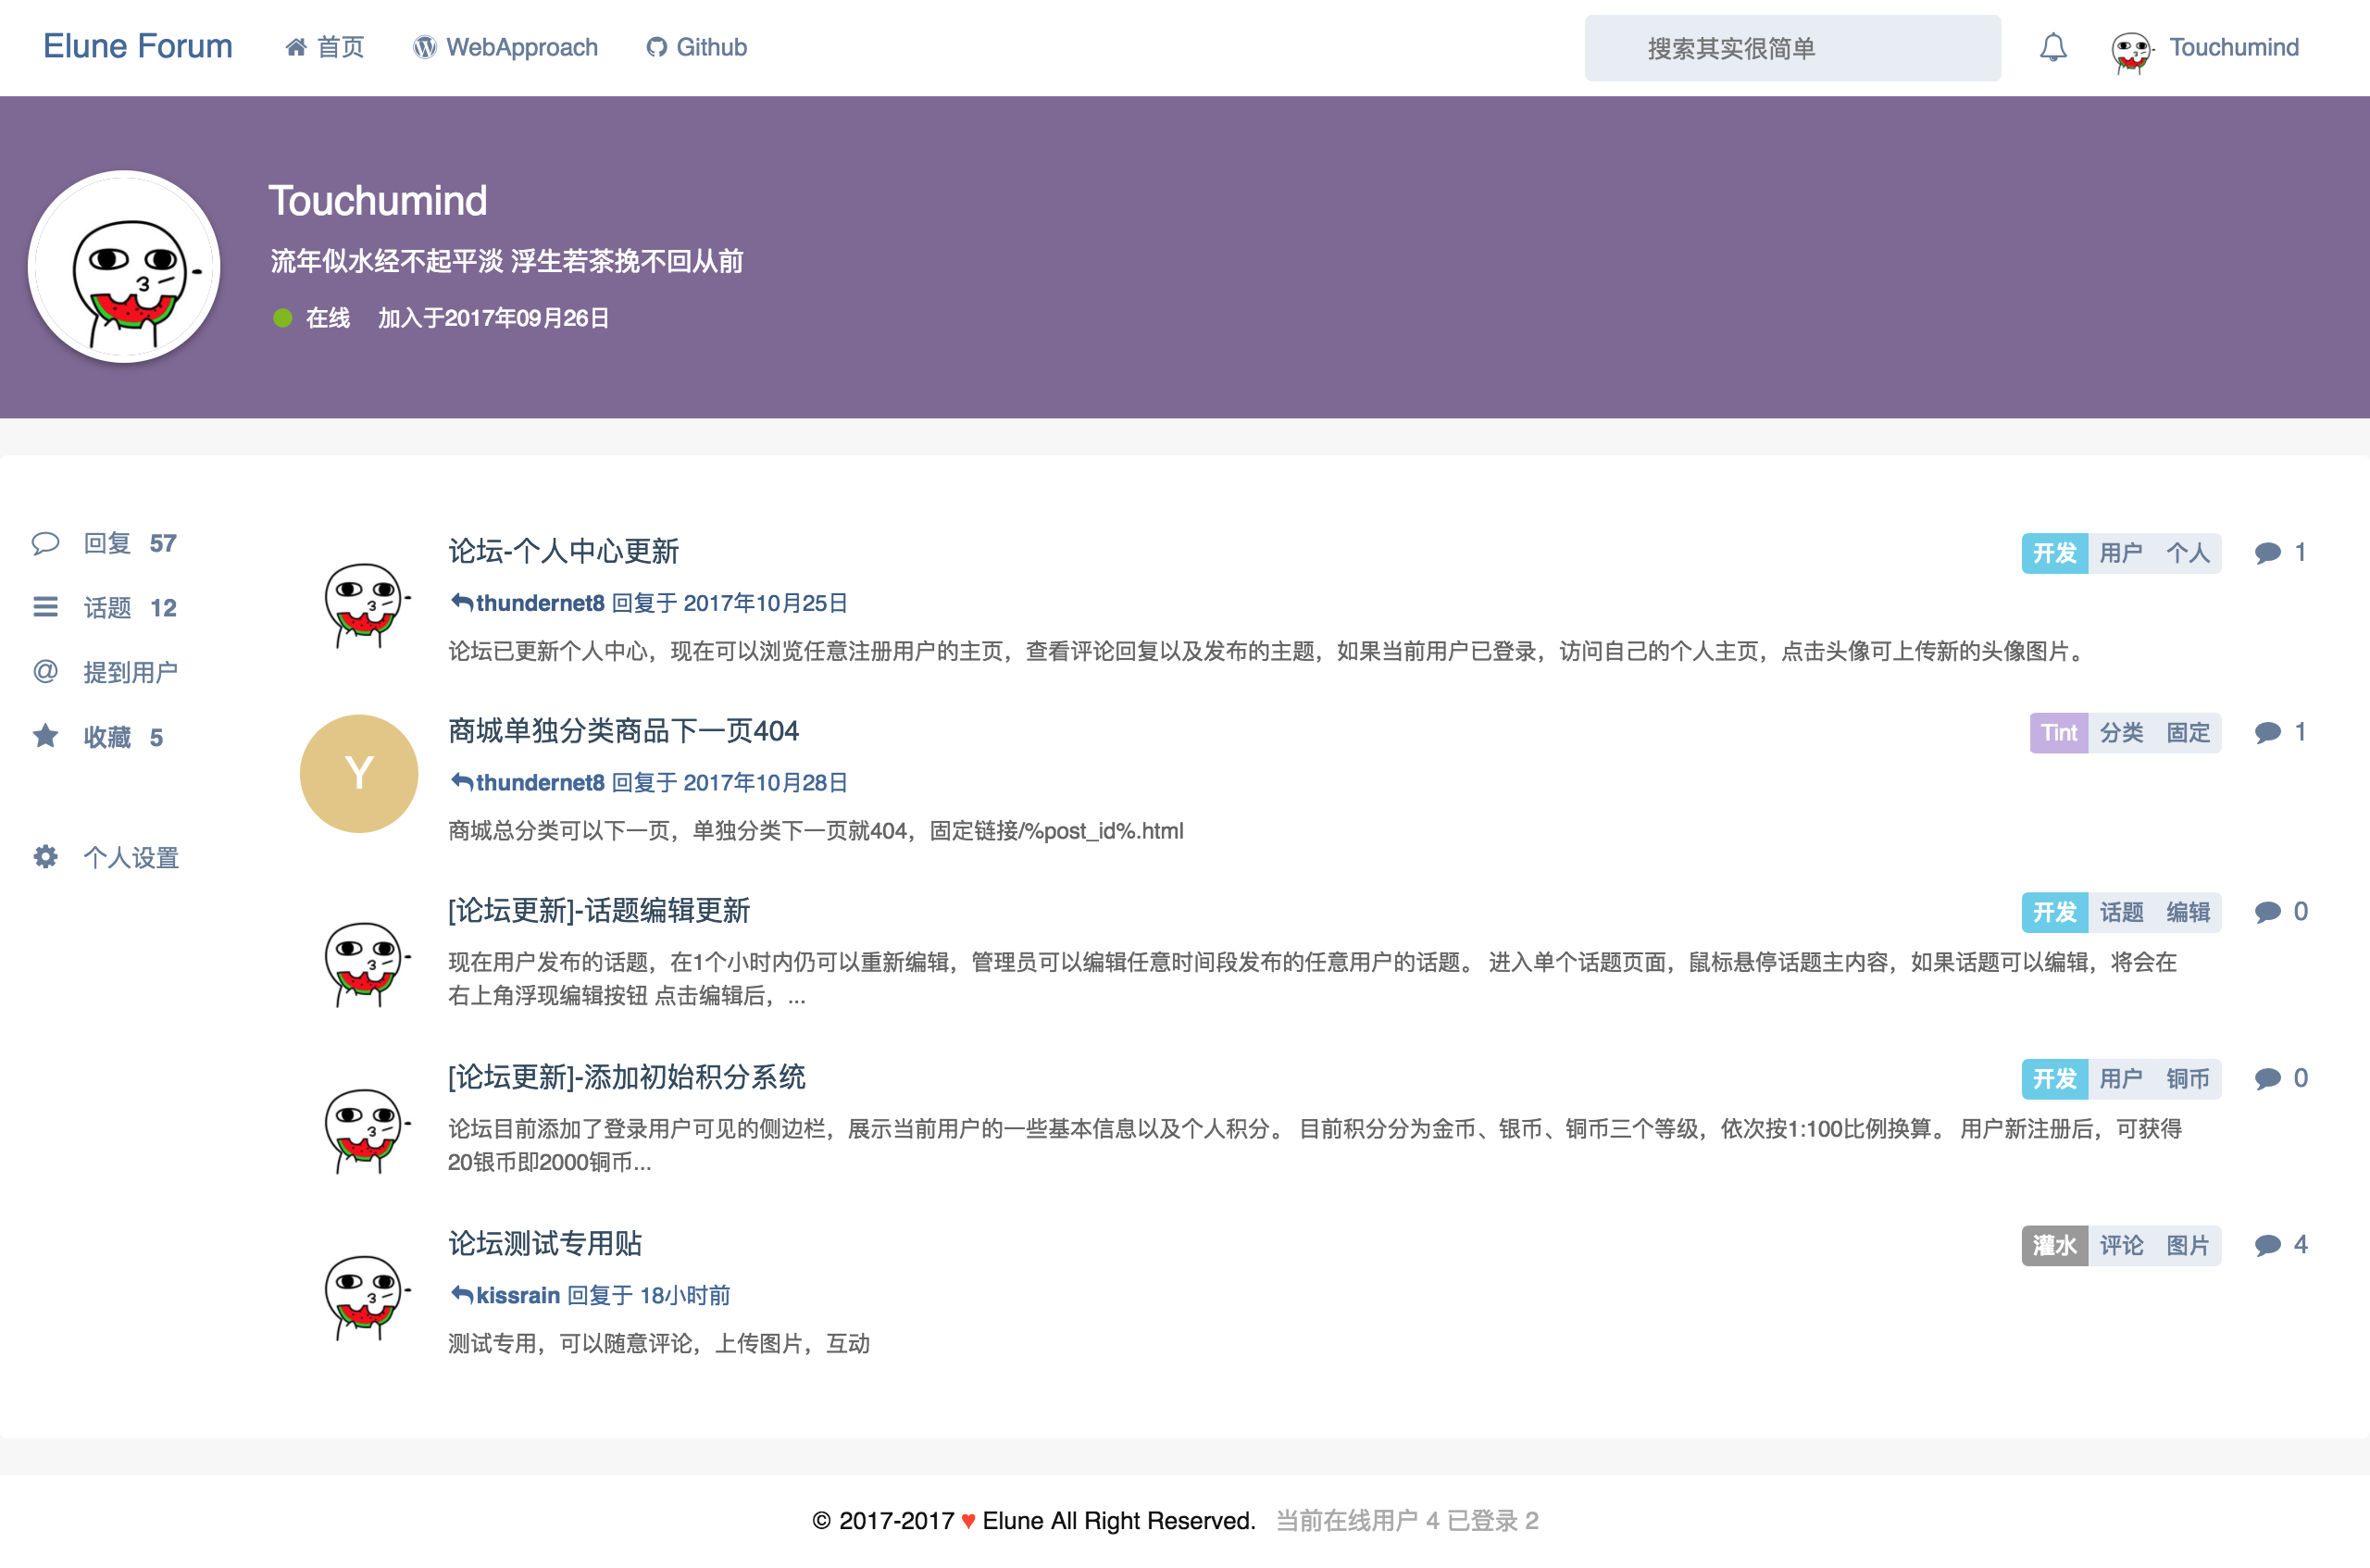 Elune Forum 首页 WebApproach Github 搜索其实很简单 Touchumind
Touchumind
流年似水经不起平淡 浮生若茶挽不回从前
在线 加入于2017年09月26日
回复 57
话题 12
@ 提到用户
收藏 5
个人设置
论坛-个人中心更新 开发 用户 个人 1
thundernet8 回复于 2017年10月25日
论坛已更新个人中心，现在可以浏览任意注册用户的主页，查看评论回复以及发布的主题，如果当前用户已登录，访问自己的个人主页，点击头像可上传新的头像图片。
Y
商城单独分类商品下一页404 Tint 分类 固定 1
thundernet8 回复于 2017年10月28日
商城总分类可以下一页，单独分类下一页就404，固定链接/%post_id%.html
[论坛更新]-话题编辑更新 开发 话题 编辑 0
现在用户发布的话题，在1个小时内仍可以重新编辑，管理员可以编辑任意时间段发布的任意用户的话题。 进入单个话题页面，鼠标悬停话题主内容，如果话题可以编辑，将会在
右上角浮现编辑按钮 点击编辑后，...
[论坛更新]-添加初始积分系统 开发 用户 铜币 0
论坛目前添加了登录用户可见的侧边栏，展示当前用户的一些基本信息以及个人积分。 目前积分分为金币、银币、铜币三个等级，依次按1:100比例换算。 用户新注册后，可获得
20银币即2000铜币...
论坛测试专用贴 灌水 评论 图片 4
kissrain 回复于 18小时前
测试专用，可以随意评论，上传图片，互动
© 2017-2017 ♥ Elune All Right Reserved. 当前在线用户 4 已登录 2